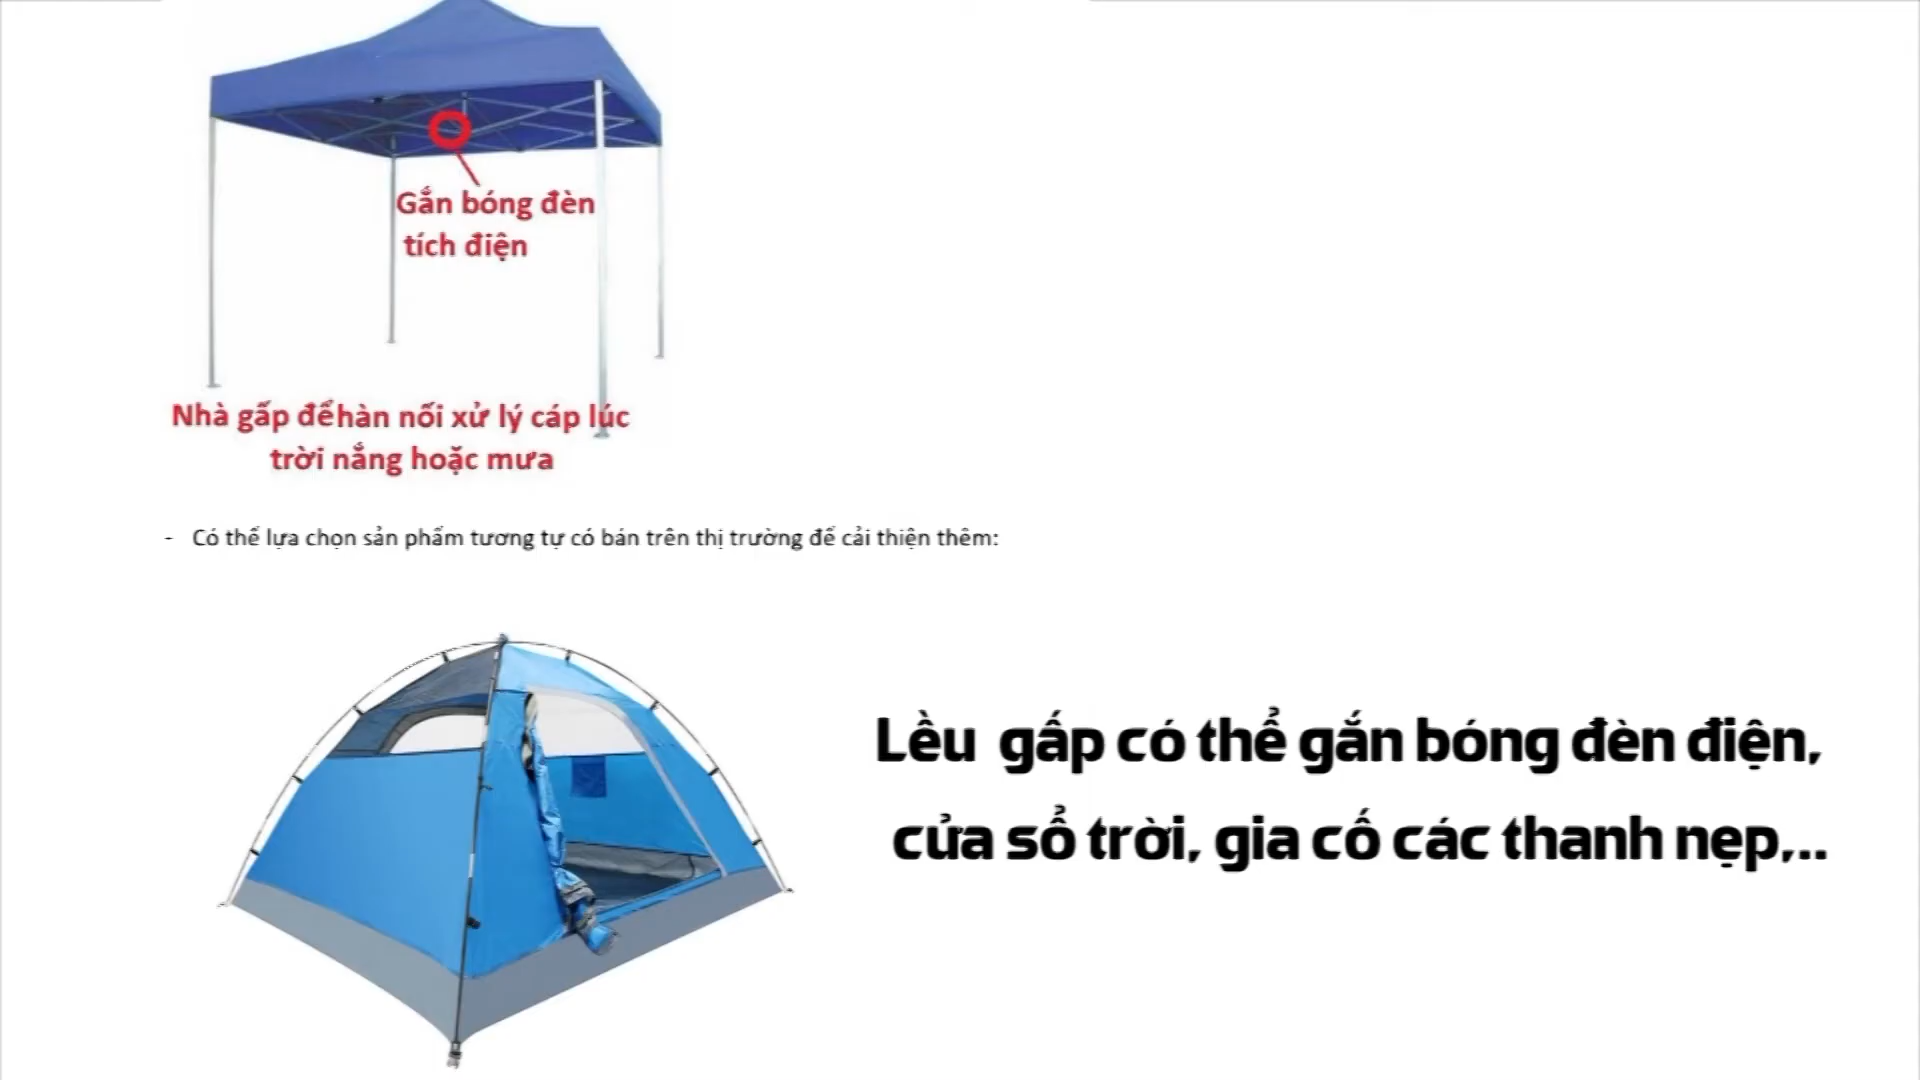 Gắn bóng đèn
tích điện
Nhà gấp để hàn nối xử lý cáp lúc
trời nắng hoặc mưa
- Có thể lựa chọn sản phẩm tương tự có bán trên thị trường để cải thiện thêm:
Lều gấp có thể gắn bóng đèn điện,
cửa sổ trời, gia cố các thanh nẹp,..